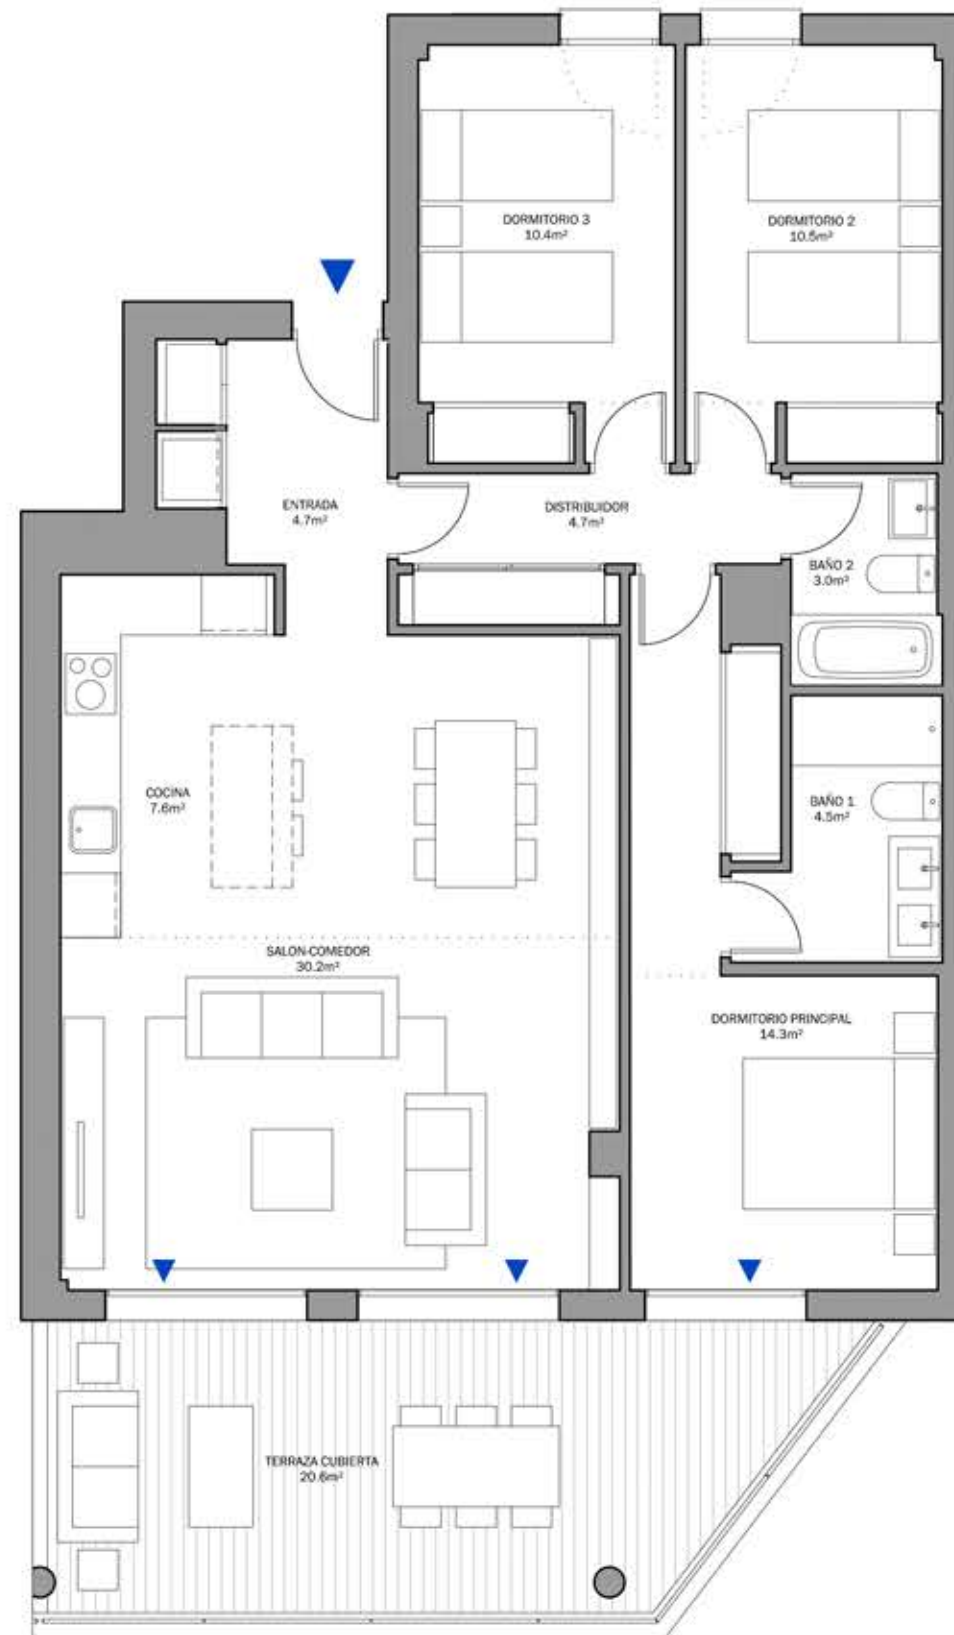 DORMITORIO 3
10.4m²
DORMITORIO 2
10.5m²
ENTRADA
4.7m²
DISTRIBUIDOR
4.7m²
BAÑO 2
3.0m²
COCINA
7.6m²
BAÑO 1
4.5m²
SALON-COMEDOR
30.2m²
DORMITORIO PRINCIPAL
14.3m²
TERRAZA CUBIERTA
20.6m²